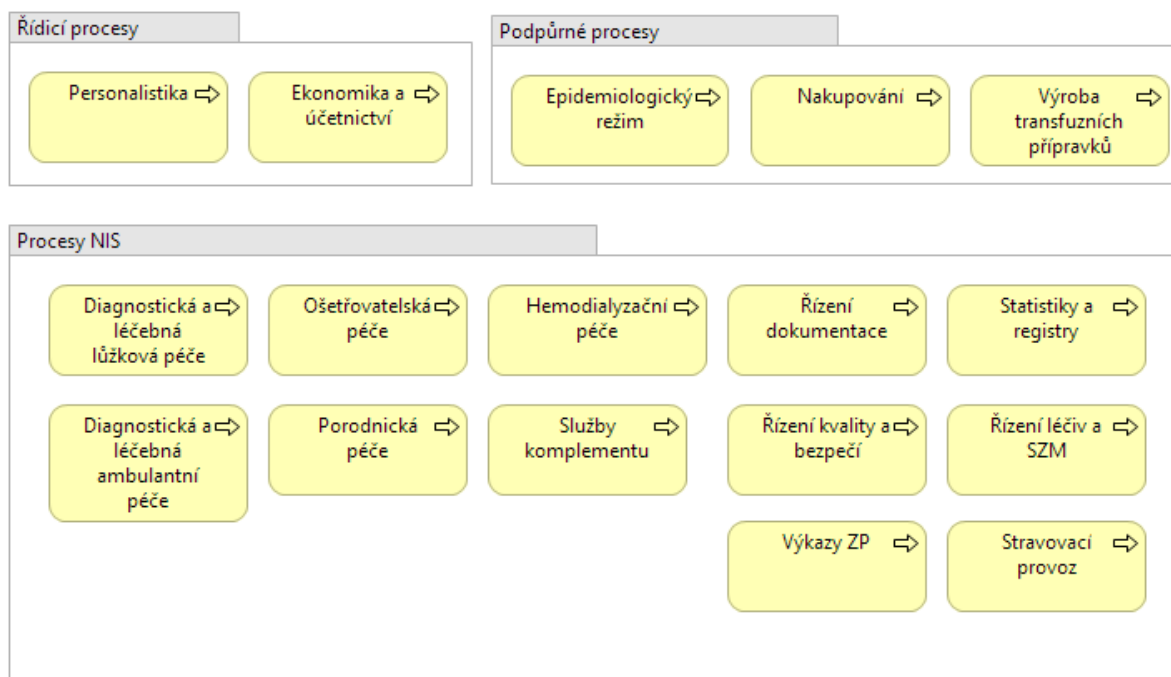 Řídicí procesy
Personalistika
Ekonomika a
účetnictví
Podpůrné procesy
Epidemiologický
režim
Nakupování
Výroba
transfuzních
přípravků
Procesy NIS
Diagnostická a
léčebná
lůžková péče
Ošetřovatelská
péče
Hemodialyzační
péče
Řízení
dokumentace
Statistiky a
registry
Diagnostická a
léčebná
ambulantní
péče
Porodnická
péče
Služby
komplementu
Řízení kvality a
bezpečí
Řízení léčiv a
SZM
Výkazy ZP
Stravovací
provoz